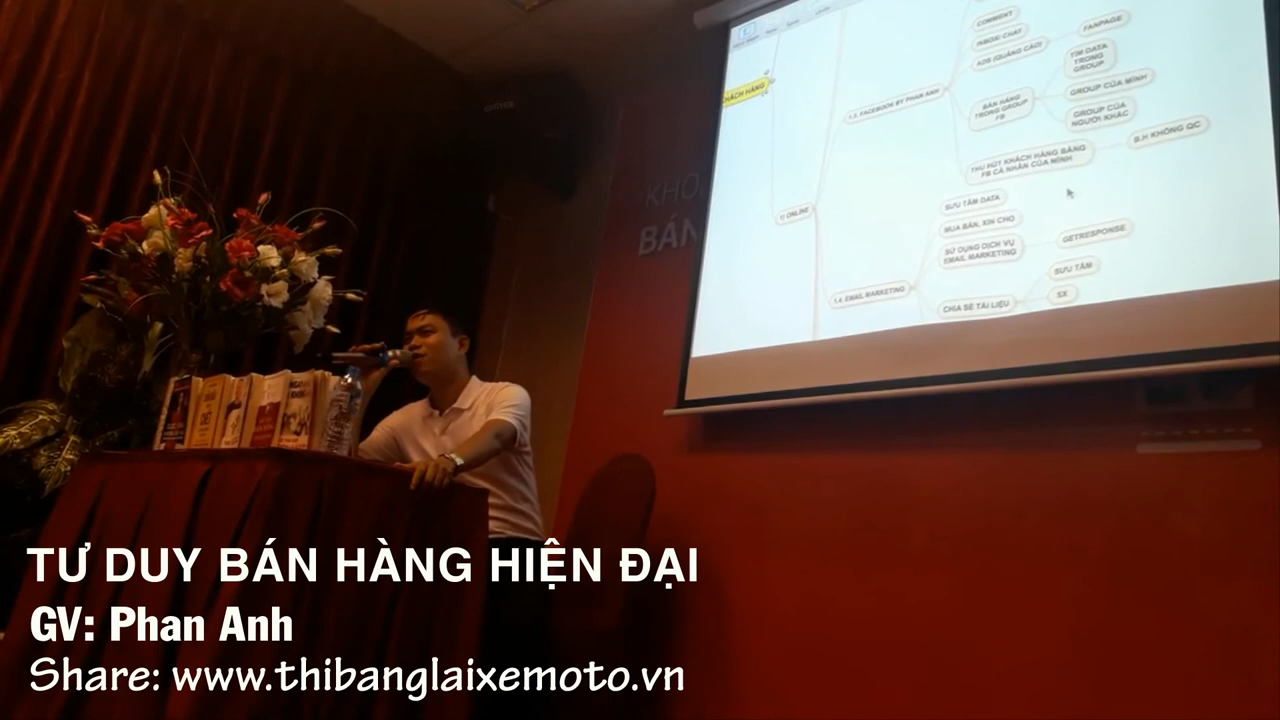 COMMENT
INBOX/ CHAT
ADS (QUẢNG CÁO)
FANPAGE
TÌM DATA
TRONG
GROUP
KHÁCH HÀNG
1.3. FACEBOOK BY PHAN ANH
BÁN HÀNG
TRONG GROUP
FB
GROUP CỦA MÌNH
GROUP CỦA
NGƯỜI KHÁC
THU HÚT KHÁCH HÀNG BẰNG
FB CÁ NHÂN CỦA MÌNH
B.H KHÔNG QC
1) ONLINE
SƯU TẦM DATA
MUA BÁN, XIN CHO
SỬ DỤNG DỊCH VỤ
EMAIL MARKETING
GETRESPONSE
1.4. EMAIL MARKETING
CHIA SẺ TÀI LIỆU
SƯU TẦM
SX
KHO
BÁN
TƯ DUY BÁN HÀNG HIỆN ĐẠI
GV: Phan Anh
Share: www.thibanglaixemoto.vn